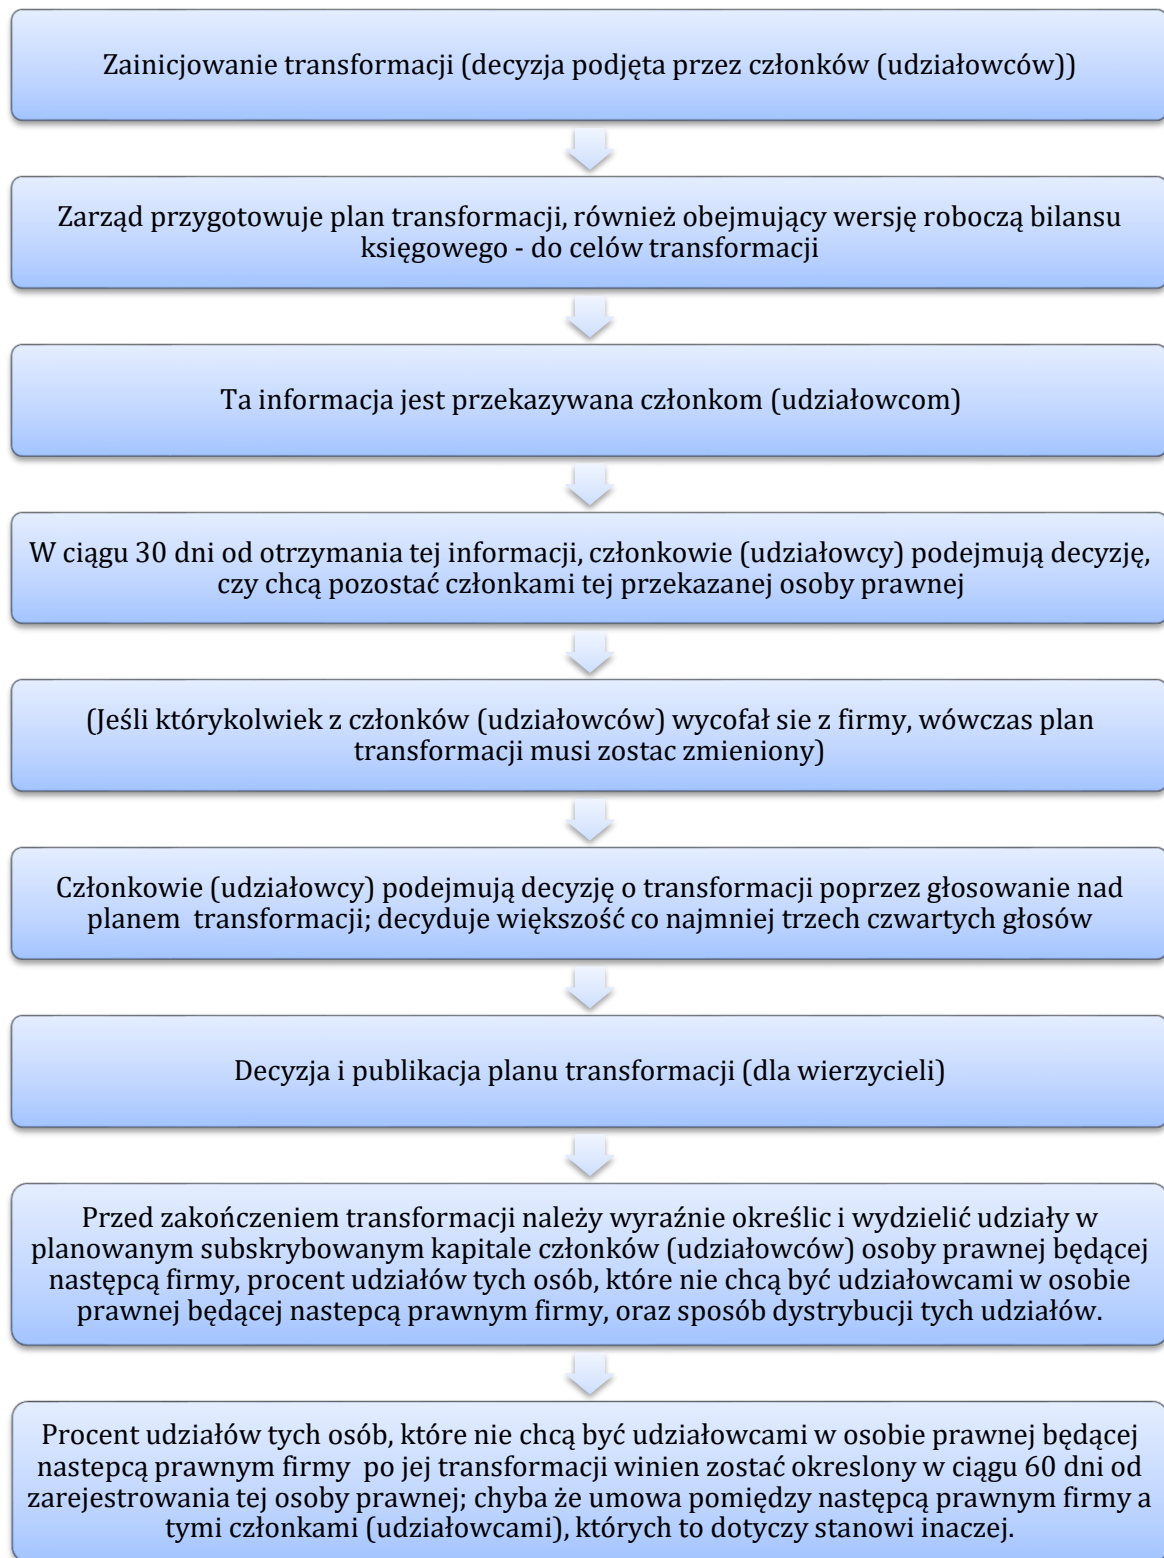 Zainicjowanie transformacji (decyzja podjęta przez członków (udziałowców))
Zarząd przygotowuje plan transformacji, również obejmujący wersję roboczą bilansu
księgowego - do celów transformacji
Ta informacja jest przekazywana członkom (udziałowcom)
W ciągu 30 dni od otrzymania tej informacji, członkowie (udziałowcy) podejmują decyzję,
czy chcą pozostać członkami tej przekazanej osoby prawnej
(Jeśli którykolwiek z członków (udziałowców) wycofał sie z firmy, wówczas plan
transformacji musi zostac zmieniony)
Członkowie (udziałowcy) podejmują decyzję o transformacji poprzez głosowanie nad
planem transformacji; decyduje większość co najmniej trzech czwartych głosów
Decyzja i publikacja planu transformacji (dla wierzycieli)
Przed zakończeniem transformacji należy wyraźnie określic i wydzielić udziały w
planowanym subskrybowanym kapitale członków (udziałowców) osoby prawnej będącej
następcą firmy, procent udziałów tych osób, które nie chcą być udziałowcami w osobie
prawnej będącej nastepcą prawnym firmy, oraz sposób dystrybucji tych udziałów.
Procent udziałów tych osób, które nie chcą być udziałowcami w osobie prawnej będącej
nastepcą prawnym firmy po jej transformacji winien zostać okreslony w ciągu 60 dni od
zarejestrowania tej osoby prawnej; chyba że umowa pomiędzy następcą prawnym firmy a
tymi członkami (udziałowcami), których to dotyczy stanowi inaczej.